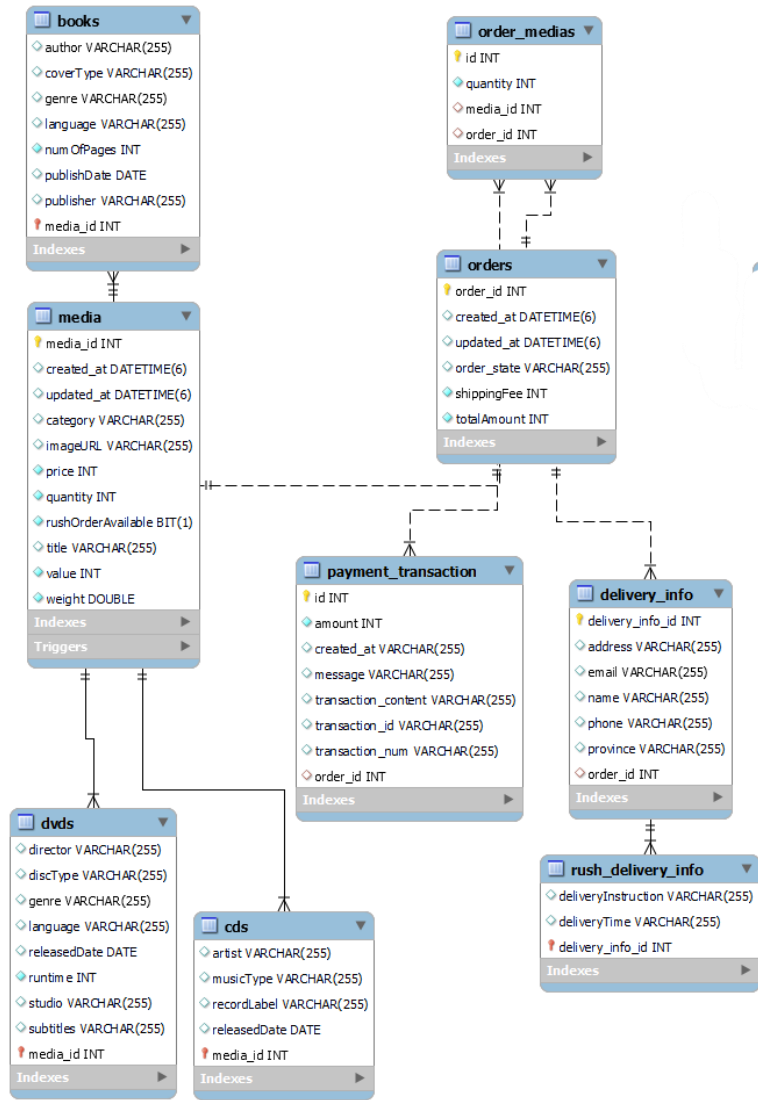 books
author VARCHAR(255)
coverType VARCHAR(255)
genre VARCHAR(255)
language VARCHAR(255)
numOfPages INT
publishDate DATE
publisher VARCHAR(255)
media_id INT
Indexes
order_medias
id INT
quantity INT
media_id INT
order_id INT
Indexes
orders
order_id INT
created_at DATETIME(6)
updated_at DATETIME(6)
order_state VARCHAR(255)
shippingFee INT
totalAmount INT
Indexes
media
media_id INT
created_at DATETIME(6)
updated_at DATETIME(6)
category VARCHAR(255)
imageURL VARCHAR(255)
price INT
quantity INT
rushOrderAvailable BIT(1)
title VARCHAR(255)
value INT
weight DOUBLE
Indexes
Triggers
payment_transaction
id INT
amount INT
created_at VARCHAR(255)
message VARCHAR(255)
transaction_content VARCHAR(255)
transaction_id VARCHAR(255)
transaction_num VARCHAR(255)
order_id INT
Indexes
delivery_info
delivery_info_id INT
address VARCHAR(255)
email VARCHAR(255)
name VARCHAR(255)
phone VARCHAR(255)
province VARCHAR(255)
order_id INT
Indexes
dvds
director VARCHAR(255)
discType VARCHAR(255)
genre VARCHAR(255)
language VARCHAR(255)
releasedDate DATE
runtime INT
studio VARCHAR(255)
subtitles VARCHAR(255)
media_id INT
Indexes
cds
artist VARCHAR(255)
musicType VARCHAR(255)
recordLabel VARCHAR(255)
releasedDate DATE
media_id INT
Indexes
rush_delivery_info
deliveryInstruction VARCHAR(255)
deliveryTime VARCHAR(255)
delivery_info_id INT
Indexes